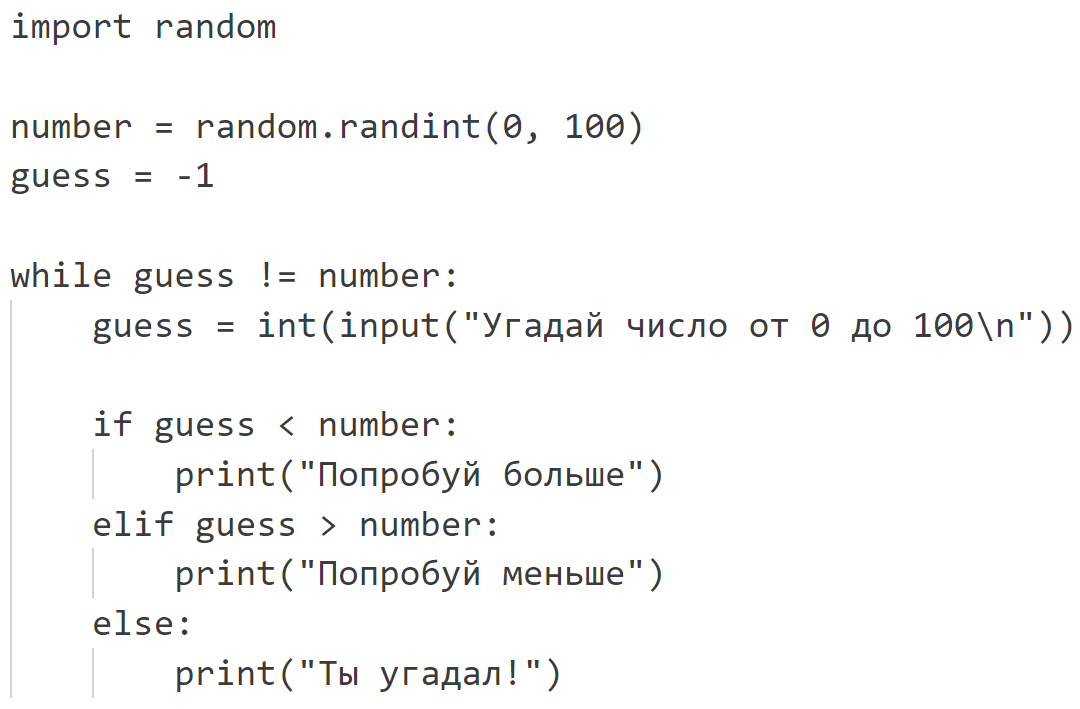 import random
number = random.randint(0, 100)
guess = -1
while guess != number:
    guess = int(input("Угадай число от 0 до 100\n"))
    if guess < number:
        print("Попробуй больше")
    elif guess > number:
        print("Попробуй меньше")
    else:
        print("Ты угадал!")